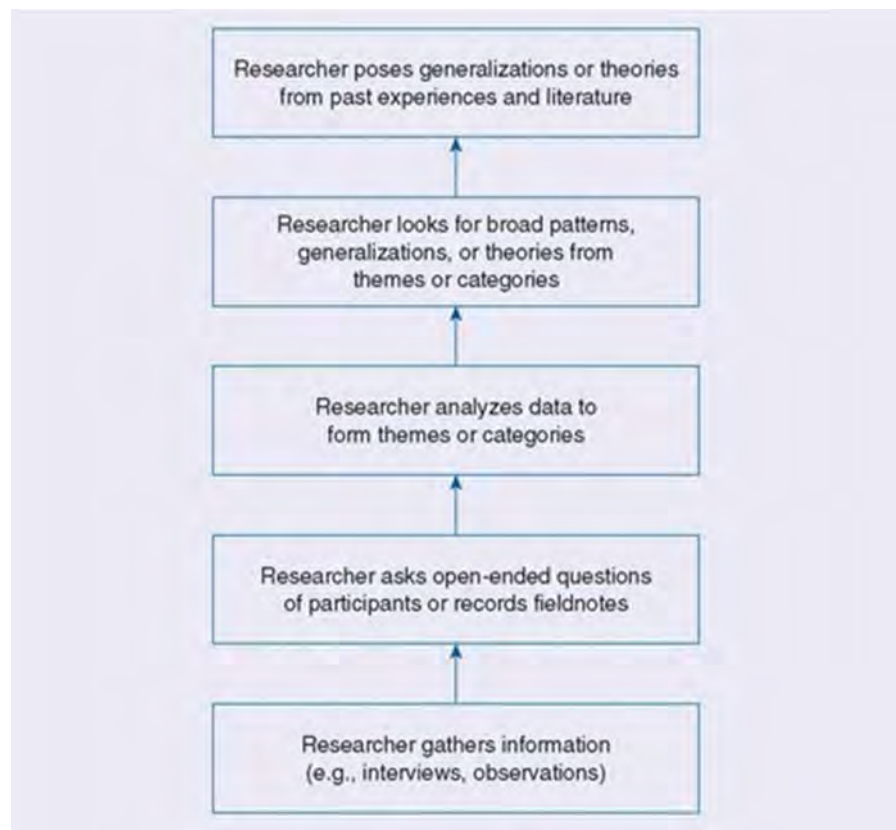 Researcher poses generalizations or theories
from past experiences and literature
Researcher looks for broad patterns,
generalizations, or theories from
themes or categories
Researcher analyzes data to
form themes or categories
Researcher asks open-ended questions
of participants or records fieldnotes
Researcher gathers information
(e.g., interviews, observations)